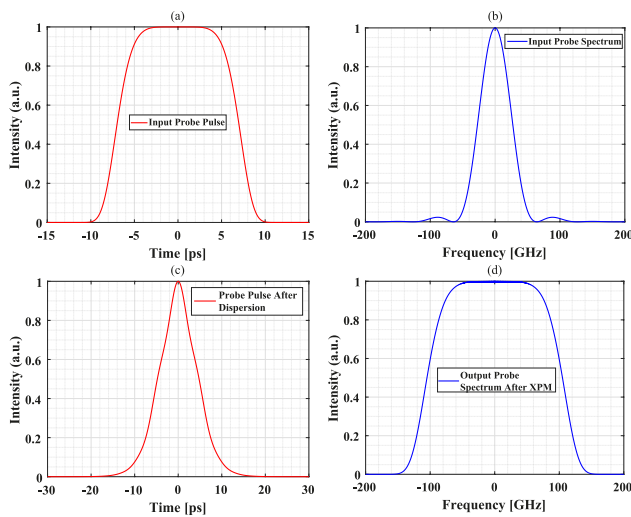 (a)
1
0.8
0.6
0.4
0.2
0
Intensity (a.u.)
Input Probe Pulse
-15 -10 -5 0 5 10 15
Time [ps]
(b)
1
0.8
0.6
0.4
0.2
0
Intensity (a.u.)
Input Probe Spectrum
-200 -100 0 100 200
Frequency [GHz]
(c)
1
0.8
0.6
0.4
0.2
0
Intensity (a.u.)
Probe Pulse After
Dispersion
-30 -20 -10 0 10 20 30
Time [ps]
(d)
1
0.8
0.6
0.4
0.2
0
Intensity (a.u.)
Output Probe
Spectrum After XPM
-200 -100 0 100 200
Frequency [GHz]